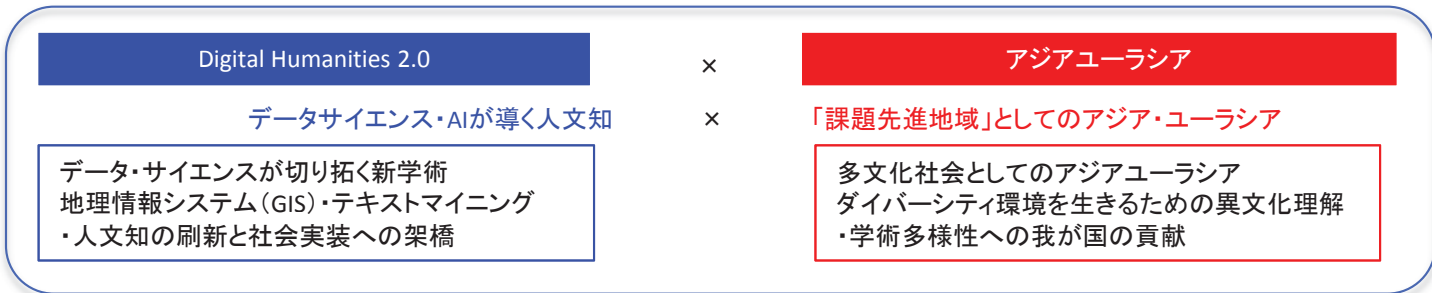 Digital Humanities 2.0 × アジアユーラシア
データサイエンス・AIが導く人文知 × 「課題先進地域」としてのアジア・ユーラシア
データ・サイエンスが切り拓く新学術
地理情報システム(GIS)・テキストマイニング
・人文知の刷新と社会実装への架橋
多文化社会としてのアジアユーラシア
ダイバーシティ環境を生きるための異文化理解
・学術多様性への我が国の貢献